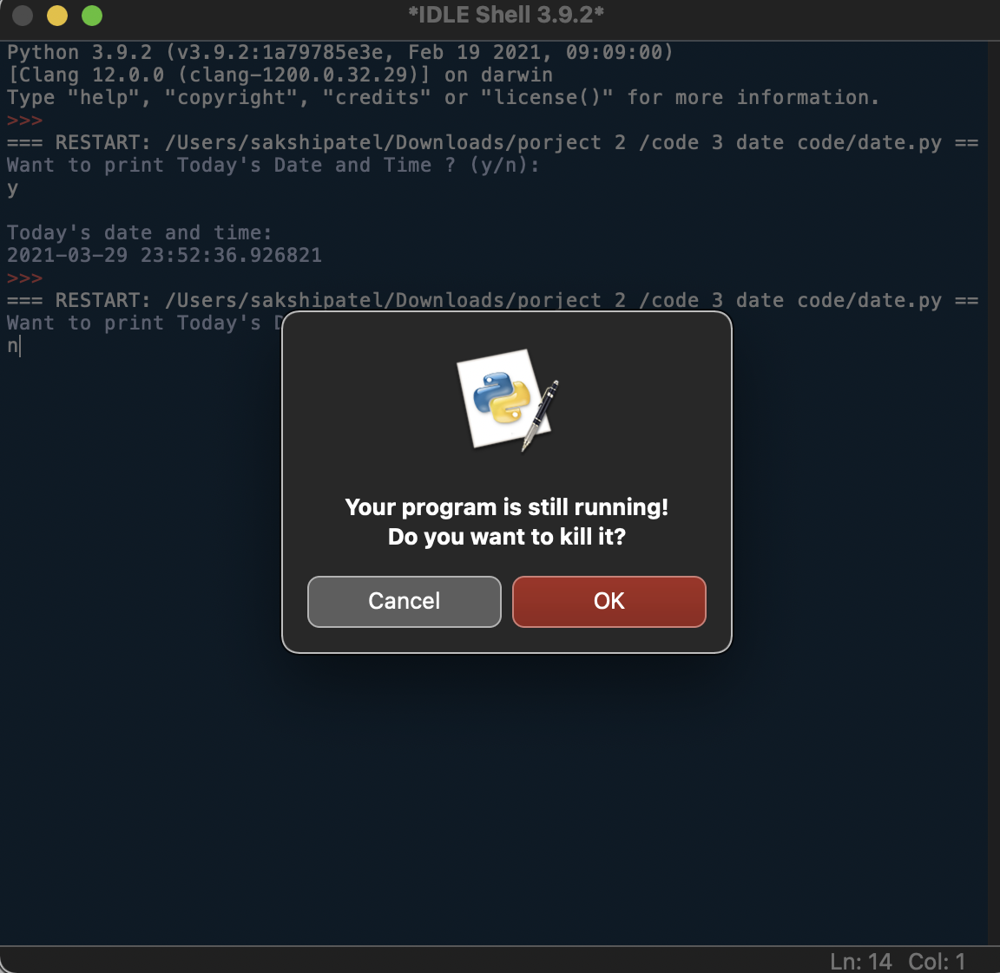 *IDLE Shell 3.9.2*
Python 3.9.2 (v3.9.2:1a79785e3e, Feb 19 2021, 09:09:00)
[Clang 12.0.0 (clang-1200.0.32.29)] on darwin
Type "help", "copyright", "credits" or "license()" for more information.
>>>
=== RESTART: /Users/sakshipatel/Downloads/porject 2 /code 3 date code/date.py ==
Want to print Today's Date and Time ? (y/n):
y
Today's date and time:
2021-03-29 23:52:36.926821
>>>
=== RESTART: /Users/sakshipatel/Downloads/porject 2 /code 3 date code/date.py ==
Want to print Today's
n
Your program is still running!
Do you want to kill it?
Cancel
OK
Ln: 14 Col: 1